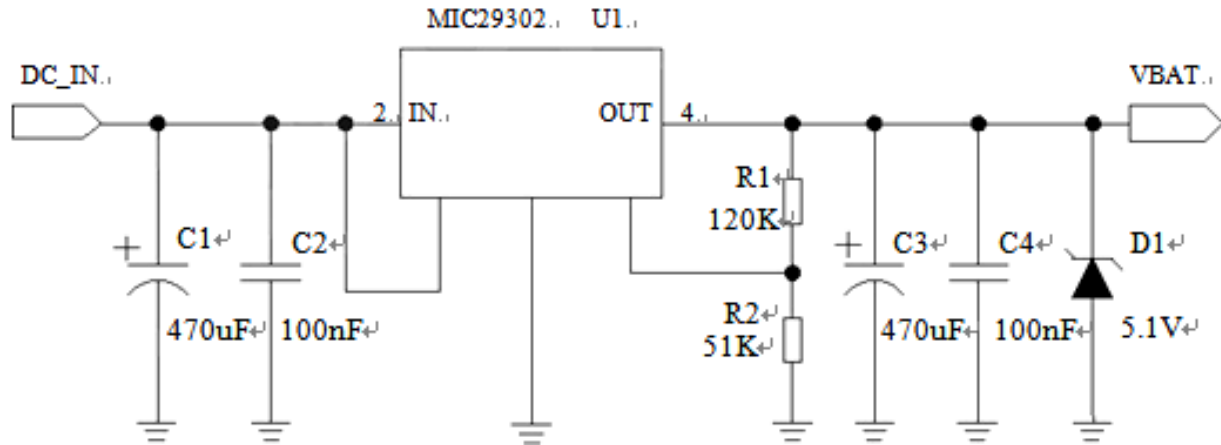 MIC29302 U1
DC_IN
VBAT
2 IN
OUT 4
R1
120K
C1
C2
C3
C4
D1
R2
51K
470uF
100nF
470uF
100nF
5.1V